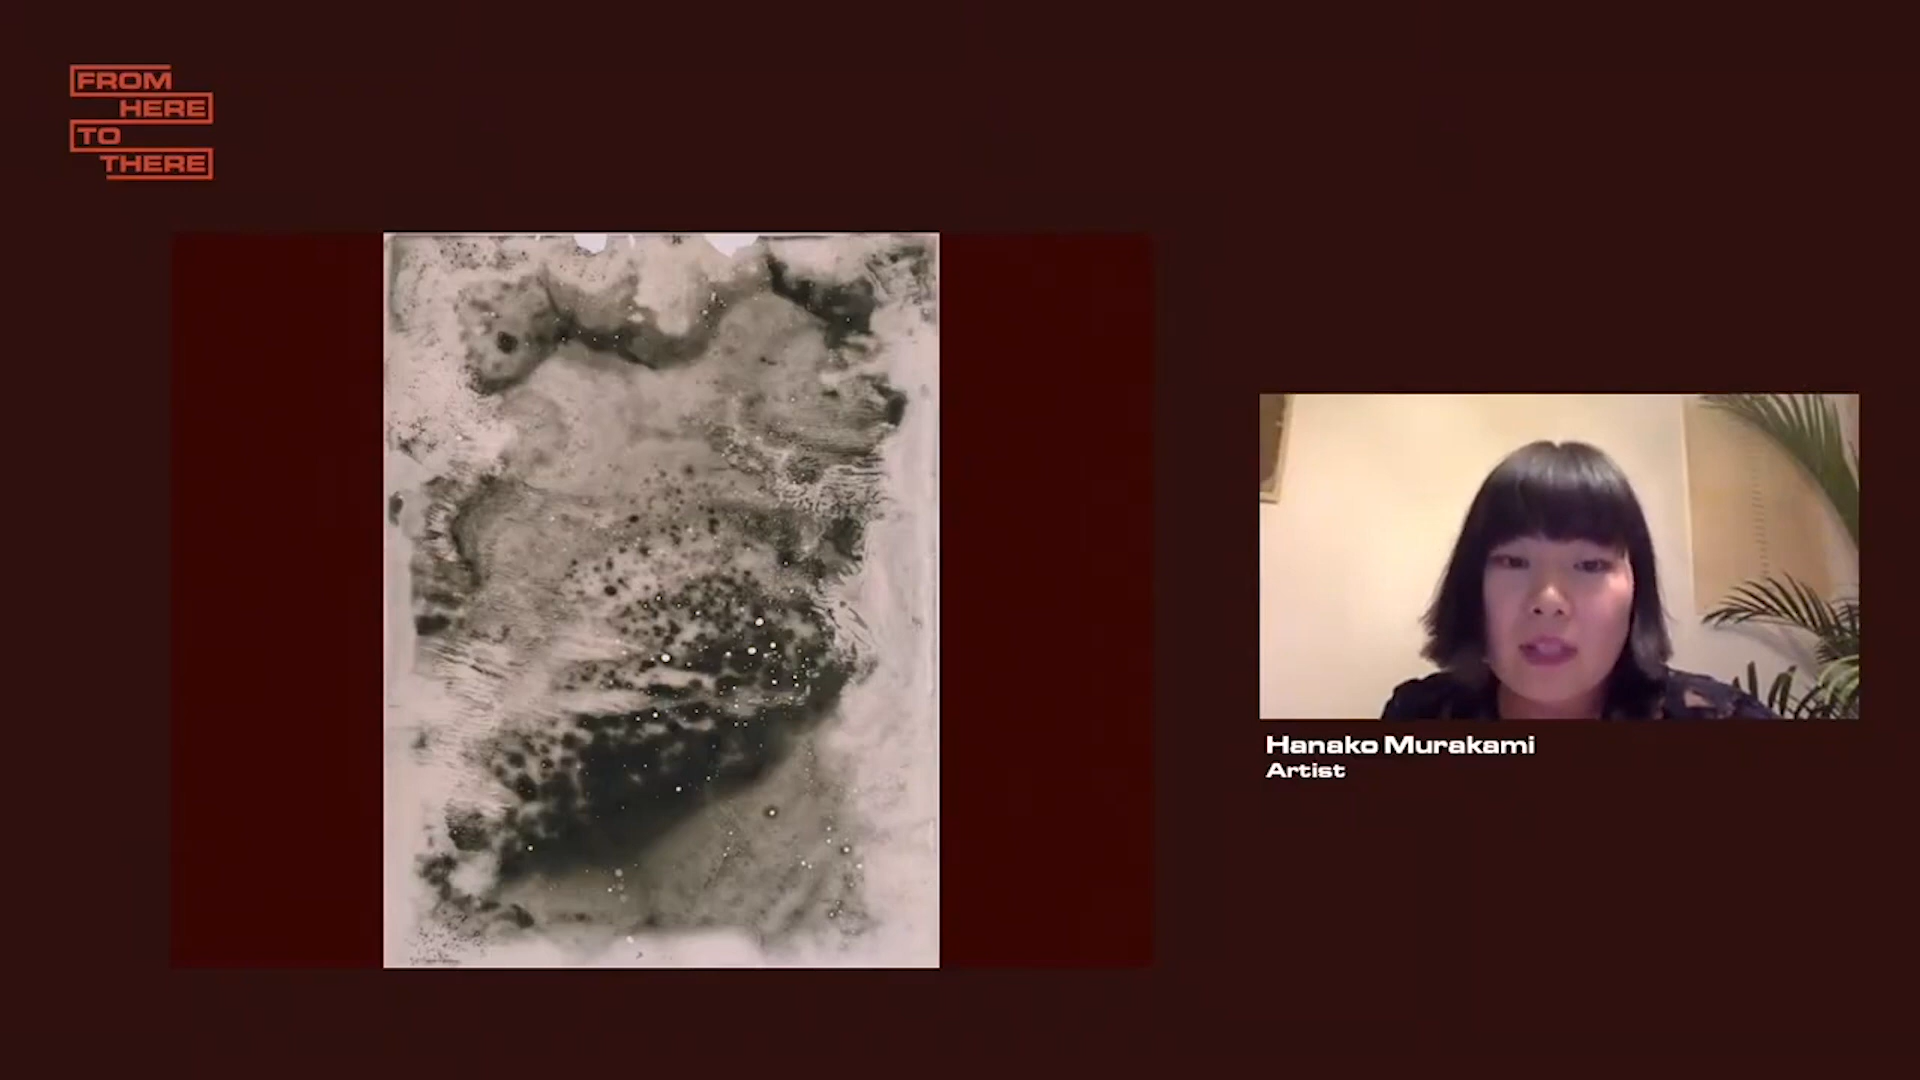 FROM
HERE
TO
THERE
Hanako Murakami
Artist